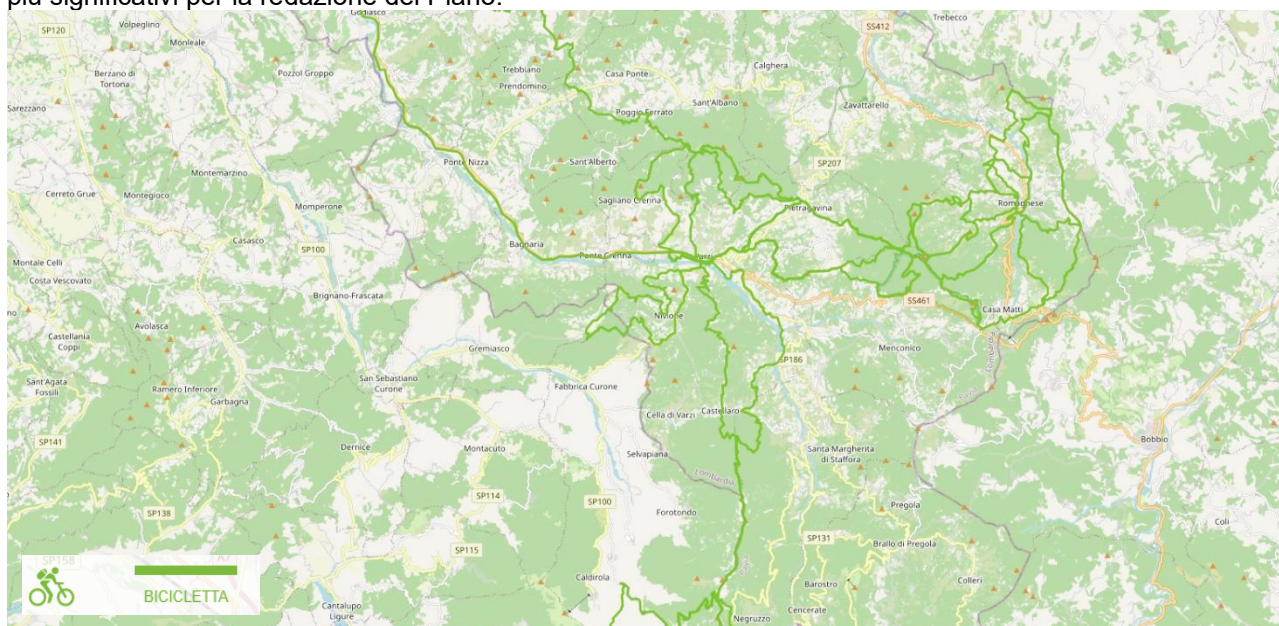 più significativi per la redazione del Piano.
Godiasco
Trebecco
SP120
Volpeglino
SS412
Monleale
Calghera
Berzano di
Tortona
Pozzol Groppo
Trebbiano
Prendomino
Casa Ponte
Sarezzano
Sant'Albano
Zavattarello
Poggio Ferrato
Ponte Nizza
Sant'Alberto
SP207
Montemarzino
Cerreto Grue
Montegioco
Momperone
Sagliano Crenna
Pietragavina
Romagnese
Casasco
SP100
Bagnaria
Ponte Crenna
Varzi
Montale Celli
Costa Vescovato
Brignano-Frascata
SS461
Casa Matti
Nivione
Avolasca
Castellania
Coppi
Gremiasco
Menconico
SP186
Lombardia
Sant'Agata
Fossili
Ramero Inferiore
Garbagna
San Sebastiano
Curone
Fabbrica Curone
Cella di Varzi
Castellaro
Bobbio
SP141
Dernice
Montacuto
Selvapiana
Santa Margherita
di Staffora
Lombardia
SP114
SP100
Pregola
SP138
Forotondo
Coli
SP131
Brallo di Pregola
SP115
SP158
Caldirola
Barostro
Colleri
BICICLETTA
Cantalupo
Ligure
Negruzzo
Cencerate